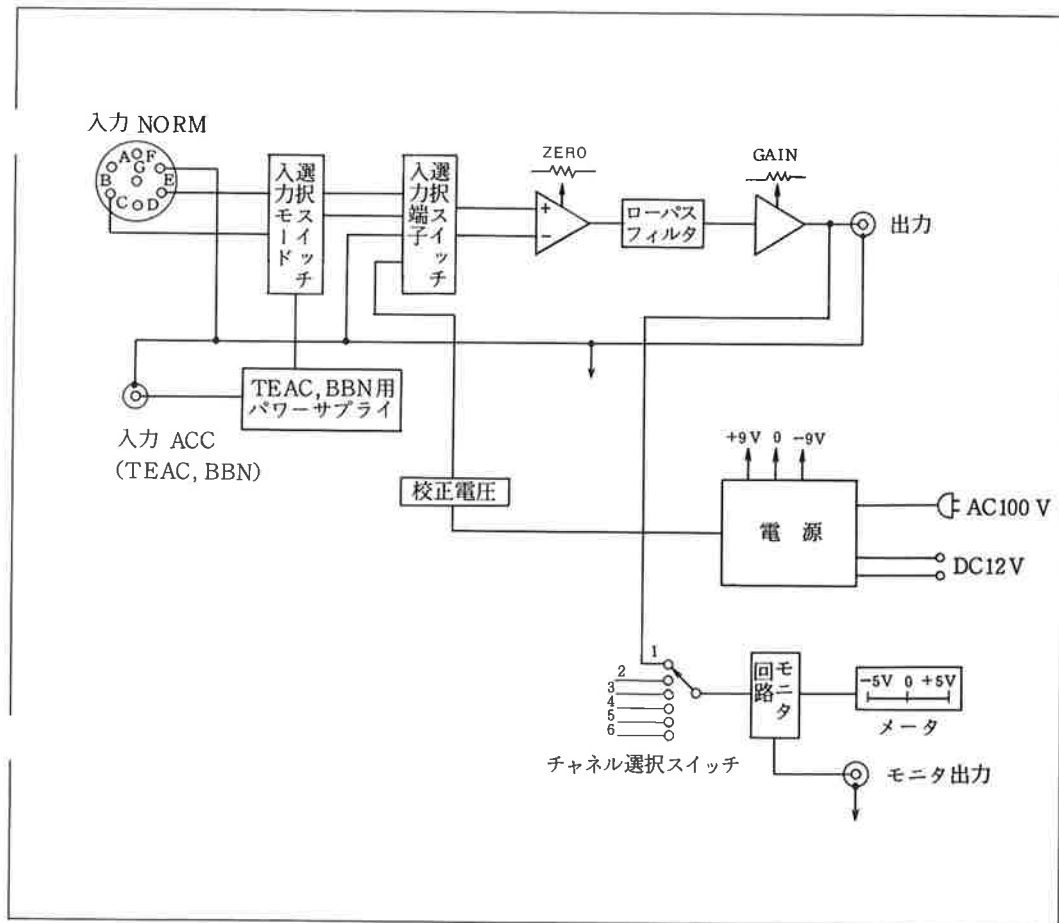 入力 NORM
A F
G
B E
C D
入力モード
選択スイッチ
入力端子
選択スイッチ
ZERO
+
−
ローパス
フィルタ
GAIN
出力
TEAC, BBN用
パワーサプライ
入力 ACC
(TEAC, BBN)
校正電圧
+9V 0 −9V
電源
AC100 V
DC12V
1
2
3
4
5
6
チャネル選択スイッチ
モニタ
回路
−5V 0 +5V
メータ
モニタ出力